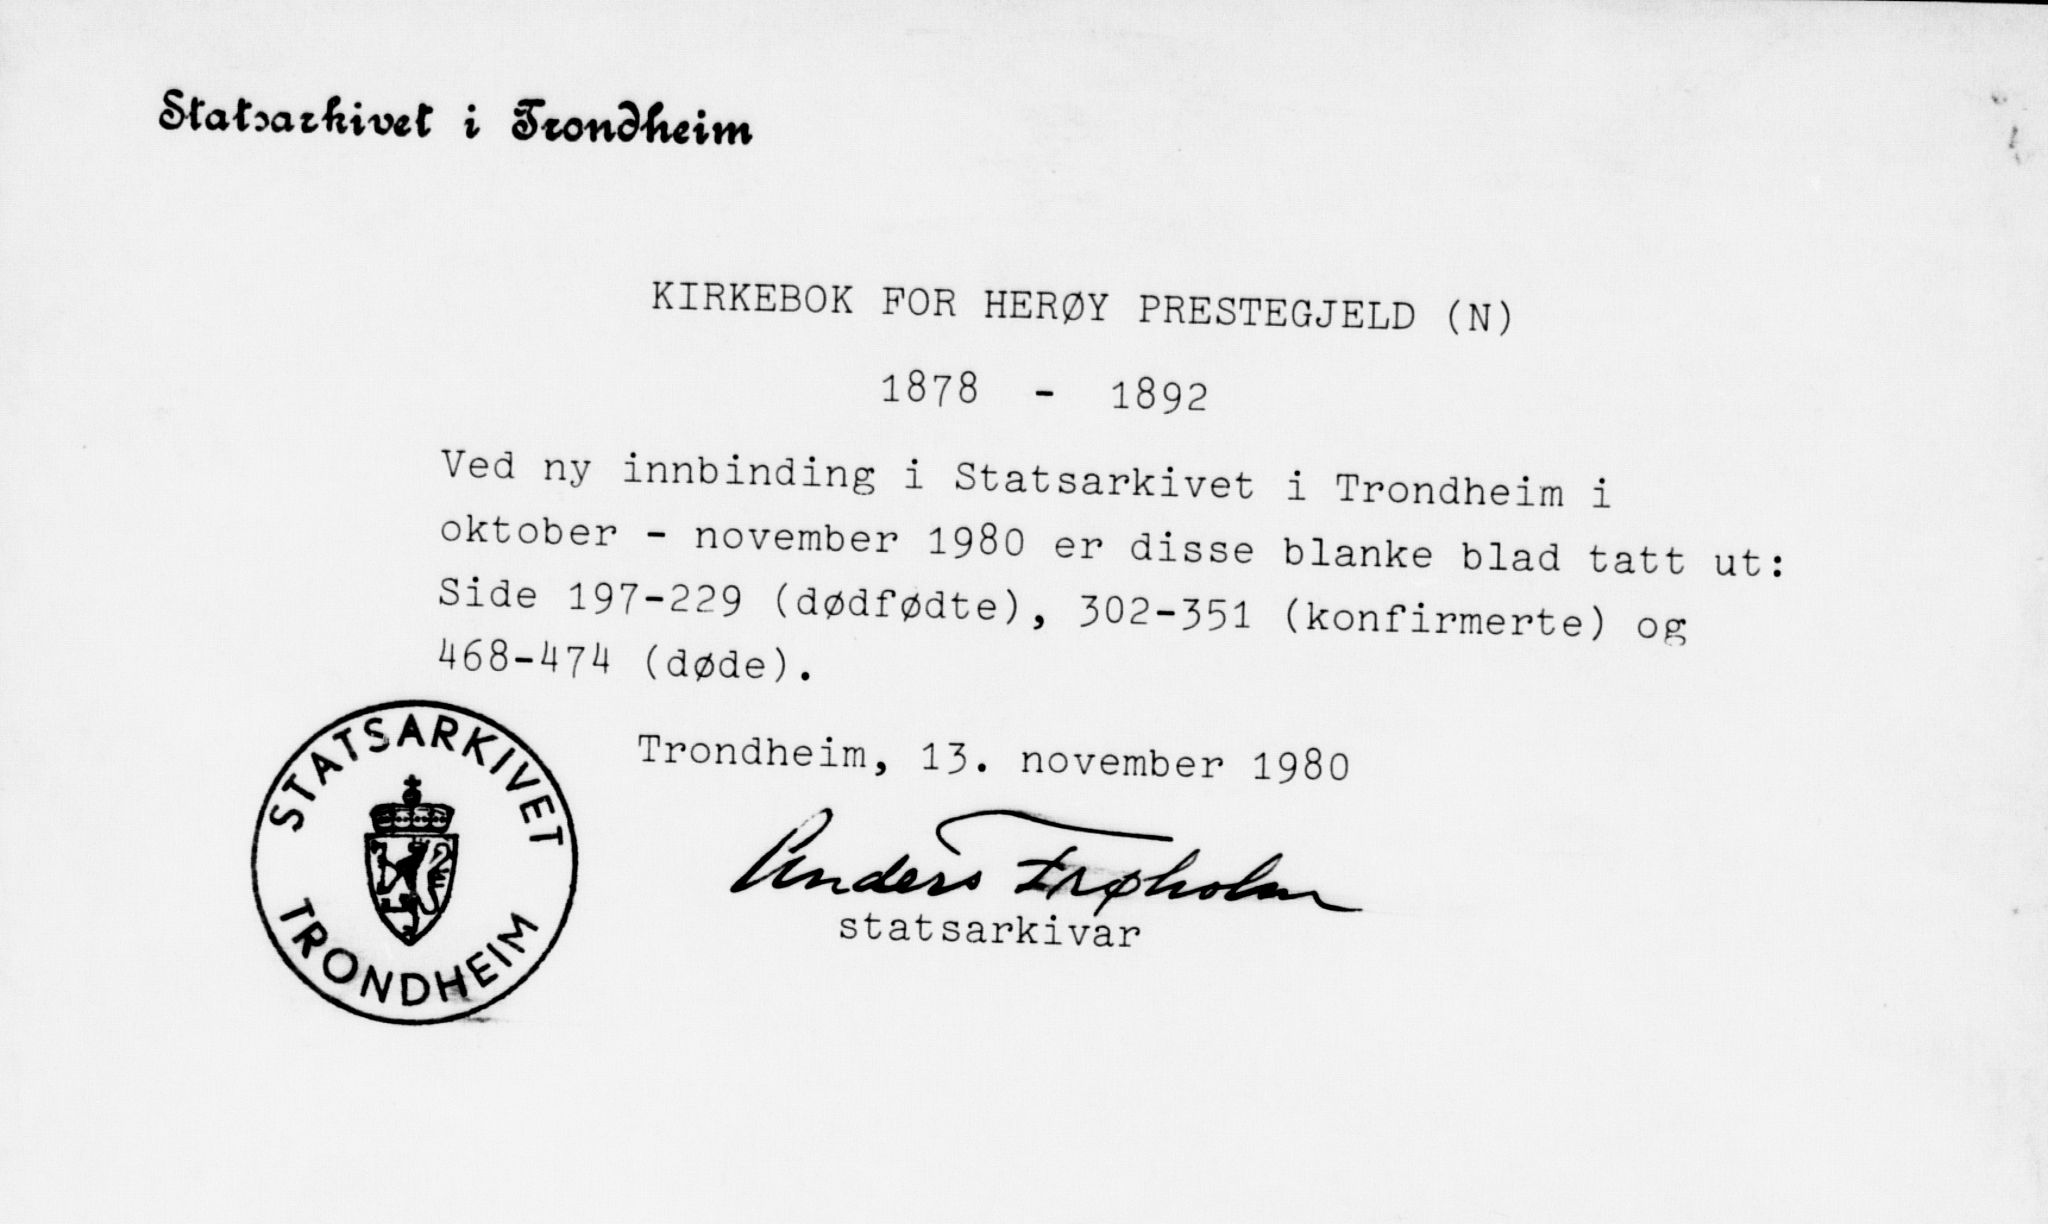 Statsarkivet i Trondheim
KIRKEBOK FOR HERØY PRESTEGJELD (N)
1878 - 1892
Ved ny innbinding i Statsarkivet i Trondheim i
oktober - november 1980 er disse blanke blad tatt ut:
Side 197-229 (dødfødte), 302-351 (konfirmerte) og
468-474 (døde).
Trondheim, 13. november 1980
Anders Frøholm
statsarkivar
STATSARKIVET
TRONDHEIM